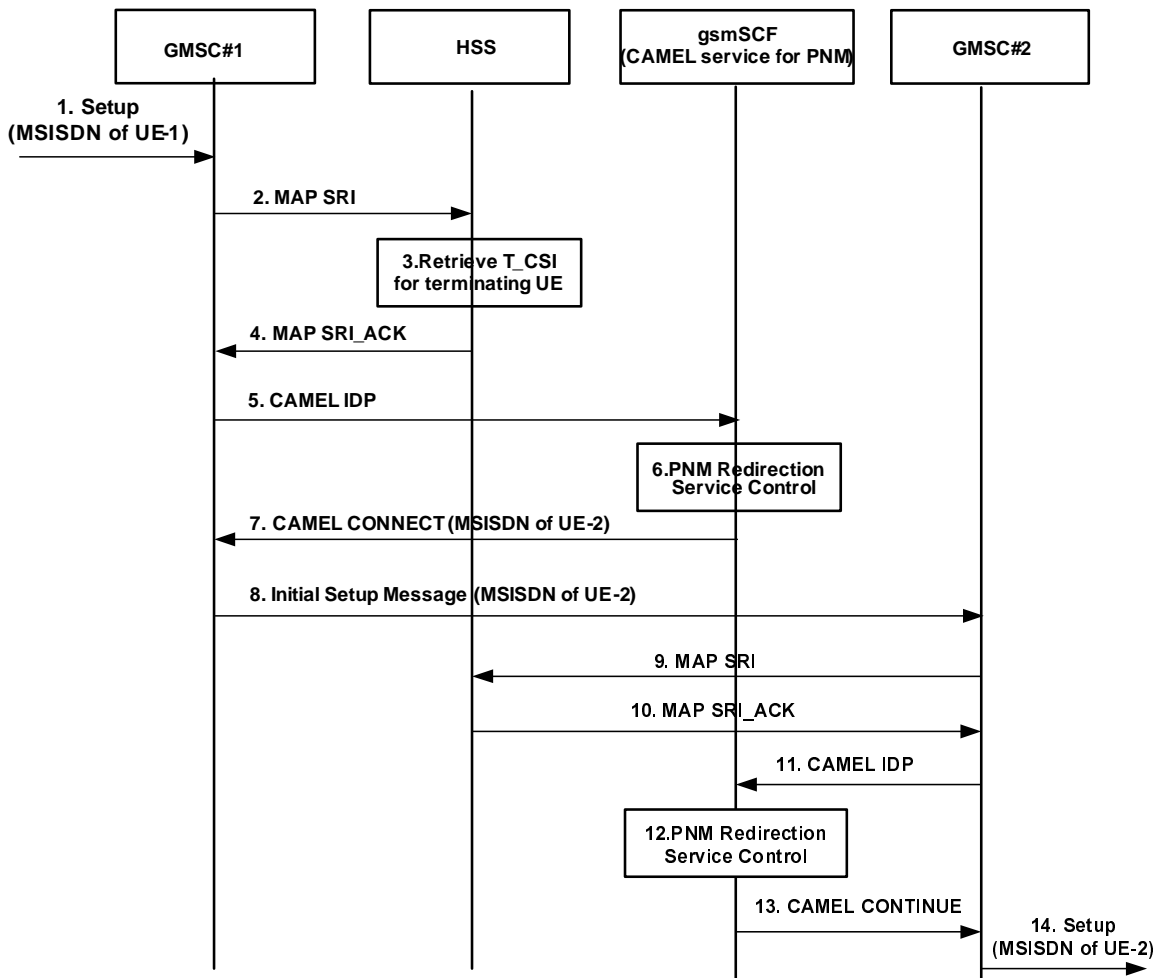 GMSC#1
HSS
gsmSCF
(CAMEL service for PNM)
GMSC#2
1. Setup
(MSISDN of UE-1)
2. MAP SRI
3.Retrieve T_CSI
for terminating UE
4. MAP SRI_ACK
5. CAMEL IDP
6.PNM Redirection
Service Control
7. CAMEL CONNECT (MSISDN of UE-2)
8. Initial Setup Message (MSISDN of UE-2)
9. MAP SRI
10. MAP SRI_ACK
11. CAMEL IDP
12.PNM Redirection
Service Control
13. CAMEL CONTINUE
14. Setup
(MSISDN of UE-2)